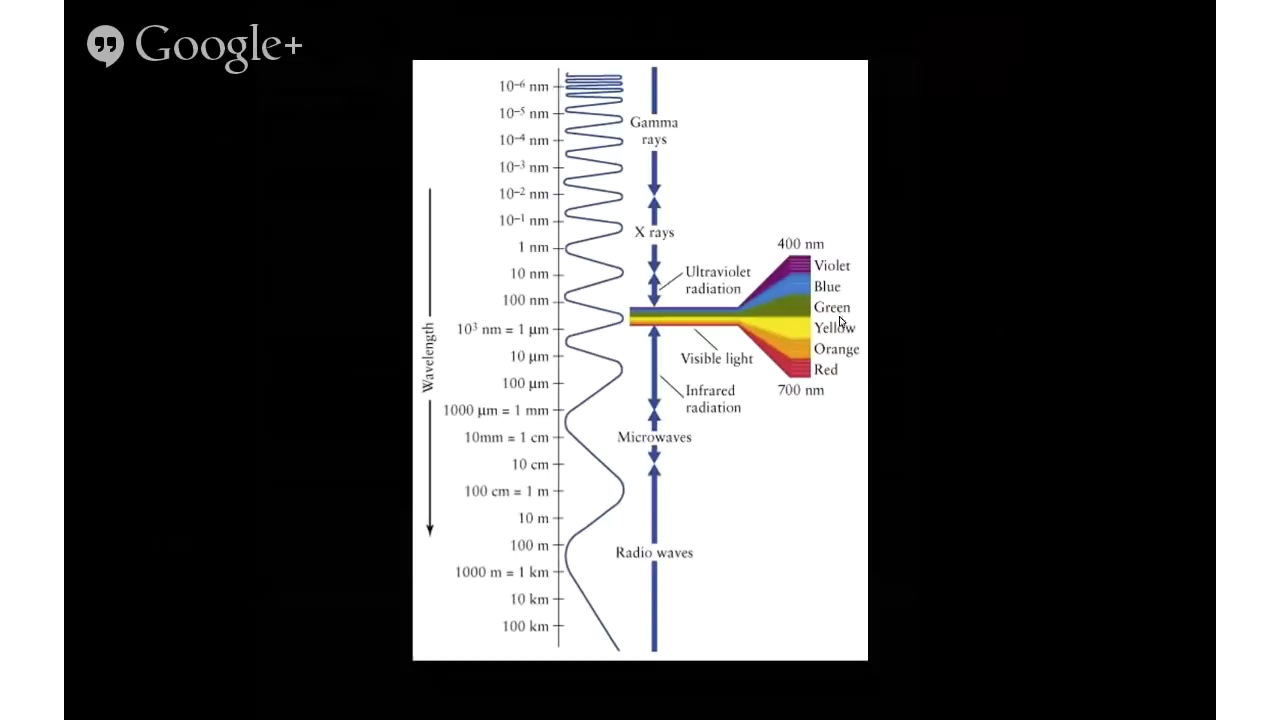 Google+
10⁻⁶ nm
10⁻⁵ nm
10⁻⁴ nm
10⁻³ nm
10⁻² nm
10⁻¹ nm
1 nm
10 nm
100 nm
10³ nm = 1 μm
10 μm
100 μm
1000 μm = 1 mm
10mm = 1 cm
10 cm
100 cm = 1 m
10 m
100 m
1000 m = 1 km
10 km
100 km
Wavelength
Gamma
rays
X rays
Ultraviolet
radiation
Visible light
Infrared
radiation
Microwaves
Radio waves
400 nm
Violet
Blue
Green
Yellow
Orange
Red
700 nm